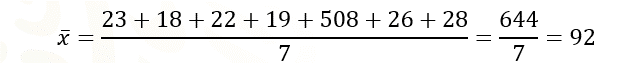 x̄ = (23 + 18 + 22 + 19 + 508 + 26 + 28)/7 = 644/7 = 92